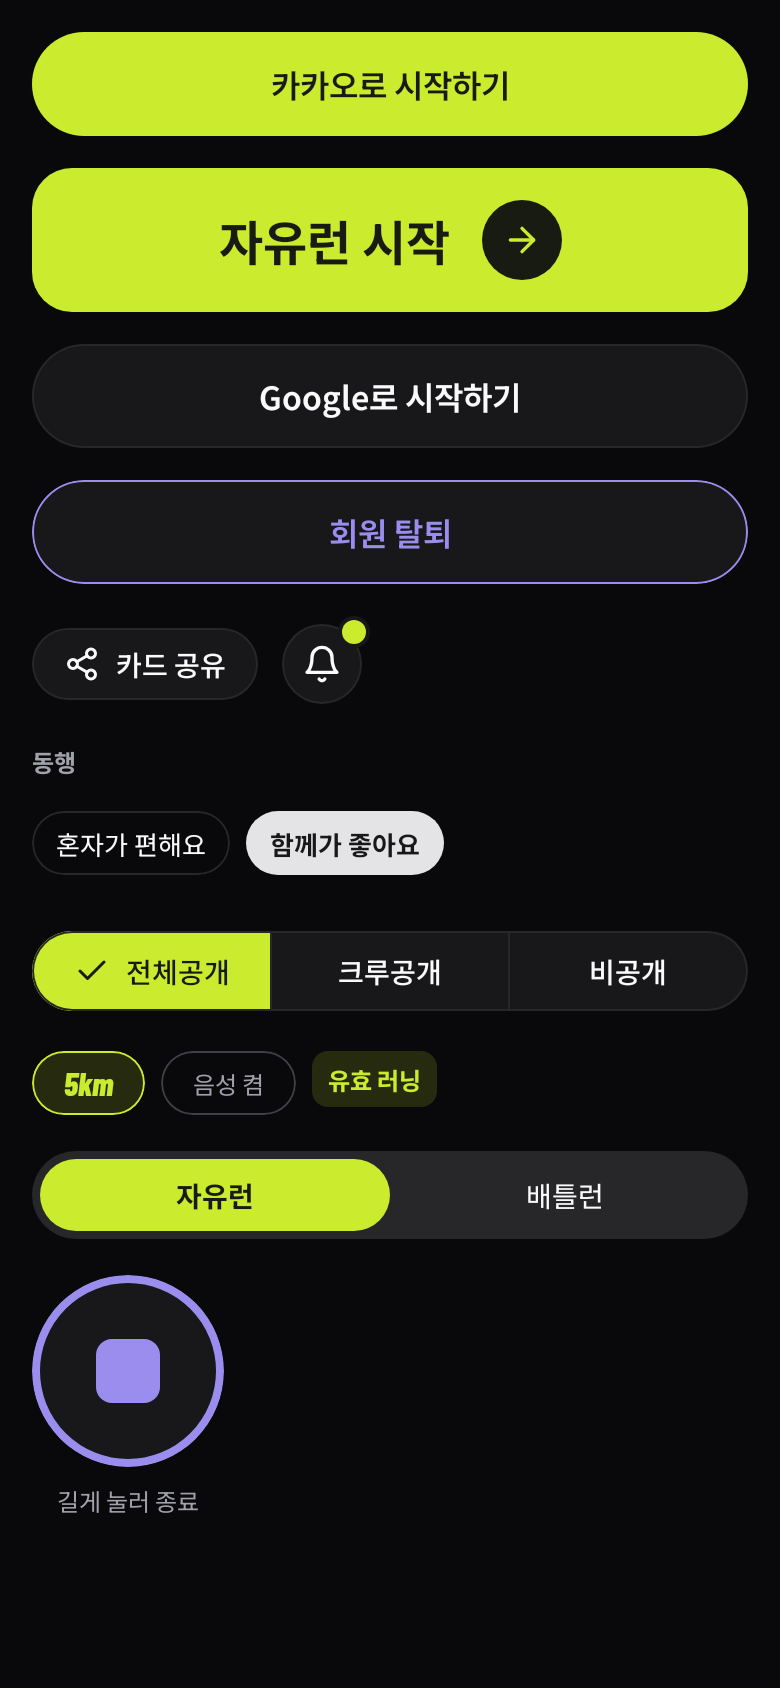 카카오로 시작하기
자유런 시작
Google로 시작하기
회원 탈퇴
카드 공유
동행
혼자가 편해요 함께가 좋아요
전체공개 크루공개 비공개
5km 음성 켬 유효 러닝
자유런 배틀런
길게 눌러 종료